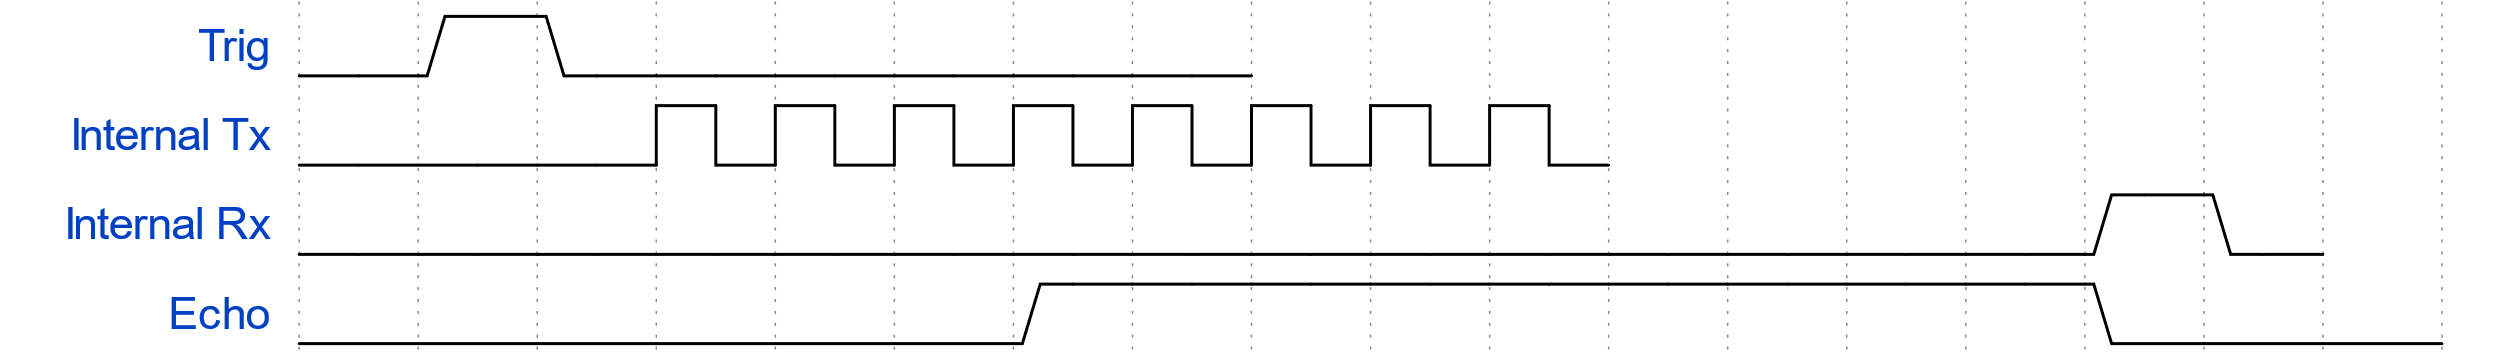 Trig
Internal Tx
Internal Rx
Echo